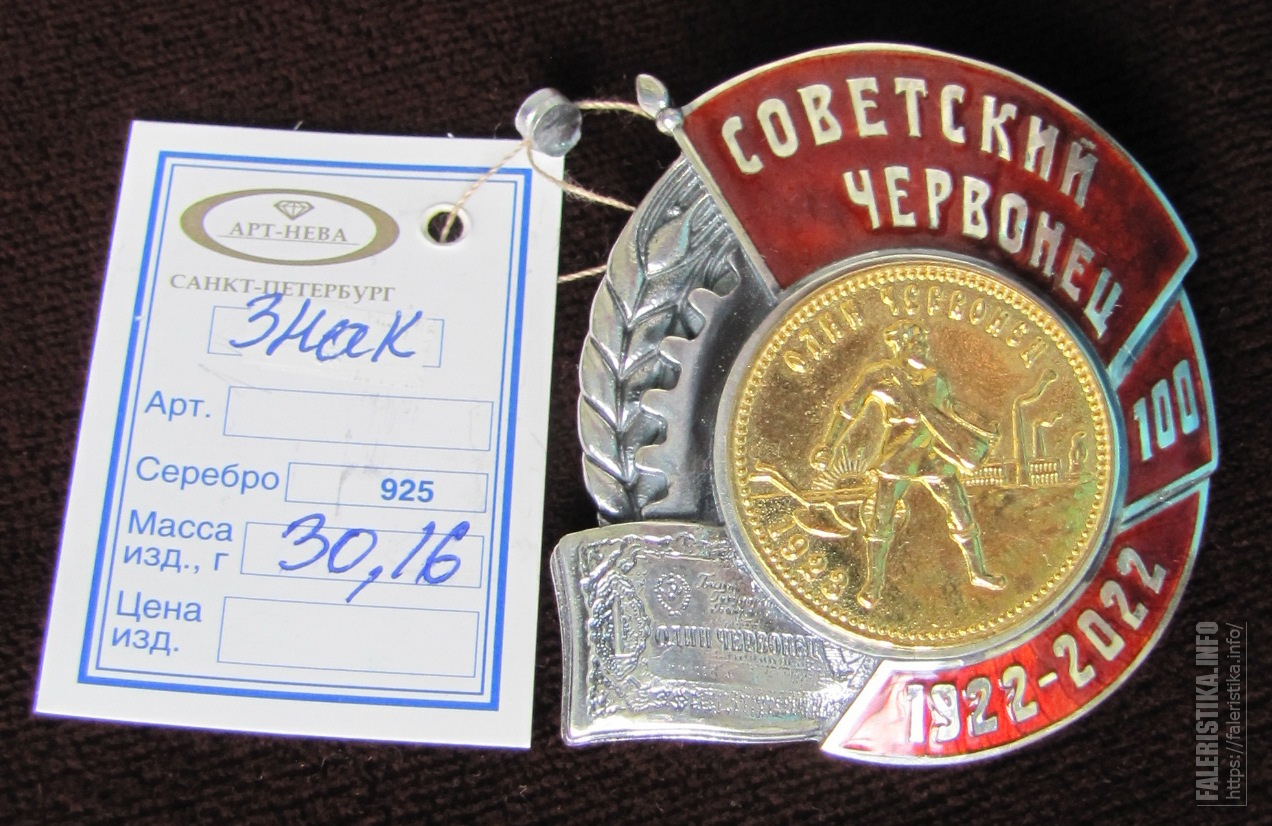 АРТ-НЕВА
САНКТ-ПЕТЕРБУРГ
Знак
Арт.
Серебро 925
Масса
изд., г 30,16
Цена
изд.
СОВЕТСКИЙ
ЧЕРВОНЕЦ
100
1922-2022
ОДИН ЧЕРВОНЕЦ
1923
ОДИН ЧЕРВОНЕЦ
FALERISTIKA.INFO
https://faleristika.info/